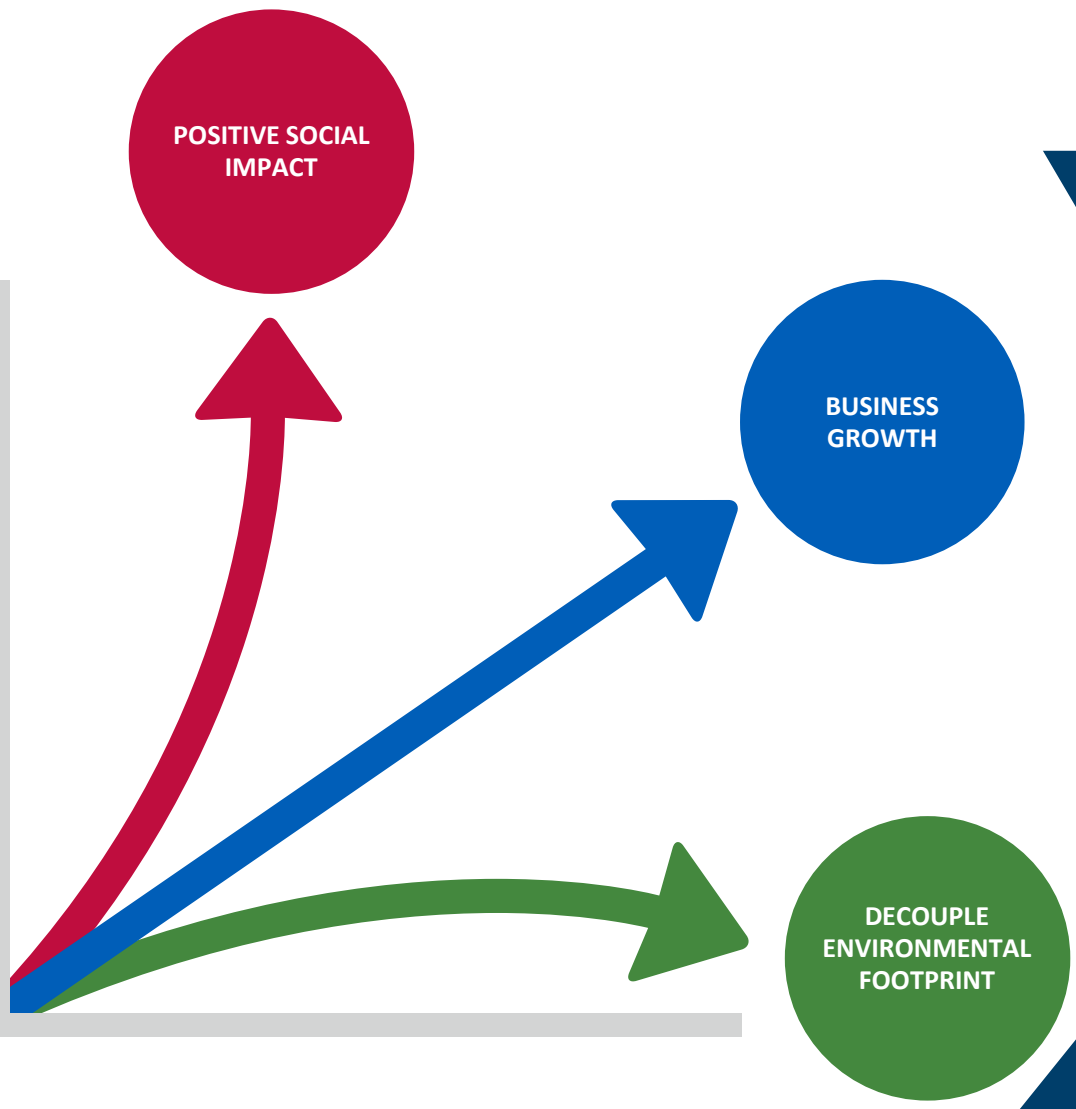 POSITIVE SOCIAL
IMPACT
BUSINESS
GROWTH
DECOUPLE
ENVIRONMENTAL
FOOTPRINT